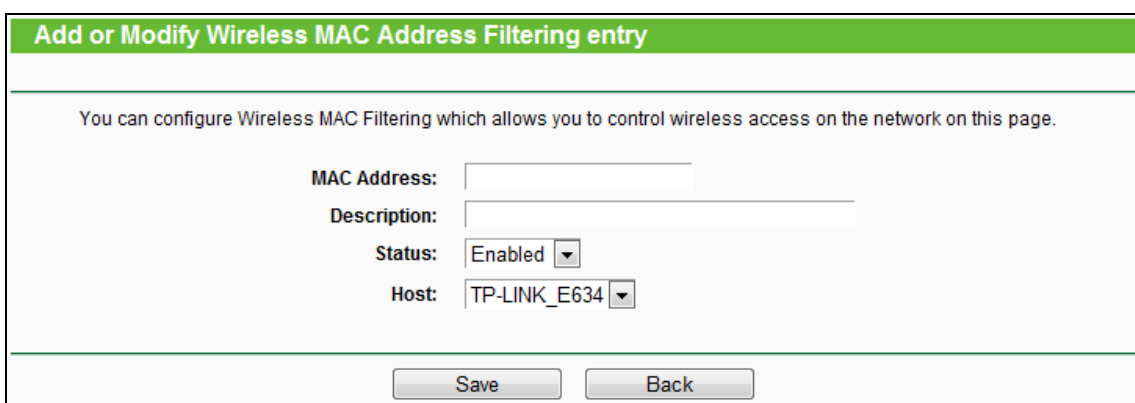 Add or Modify Wireless MAC Address Filtering entry
You can configure Wireless MAC Filtering which allows you to control wireless access on the network on this page.
MAC Address:
Description:
Status: Enabled
Host: TP-LINK_E634
Save Back